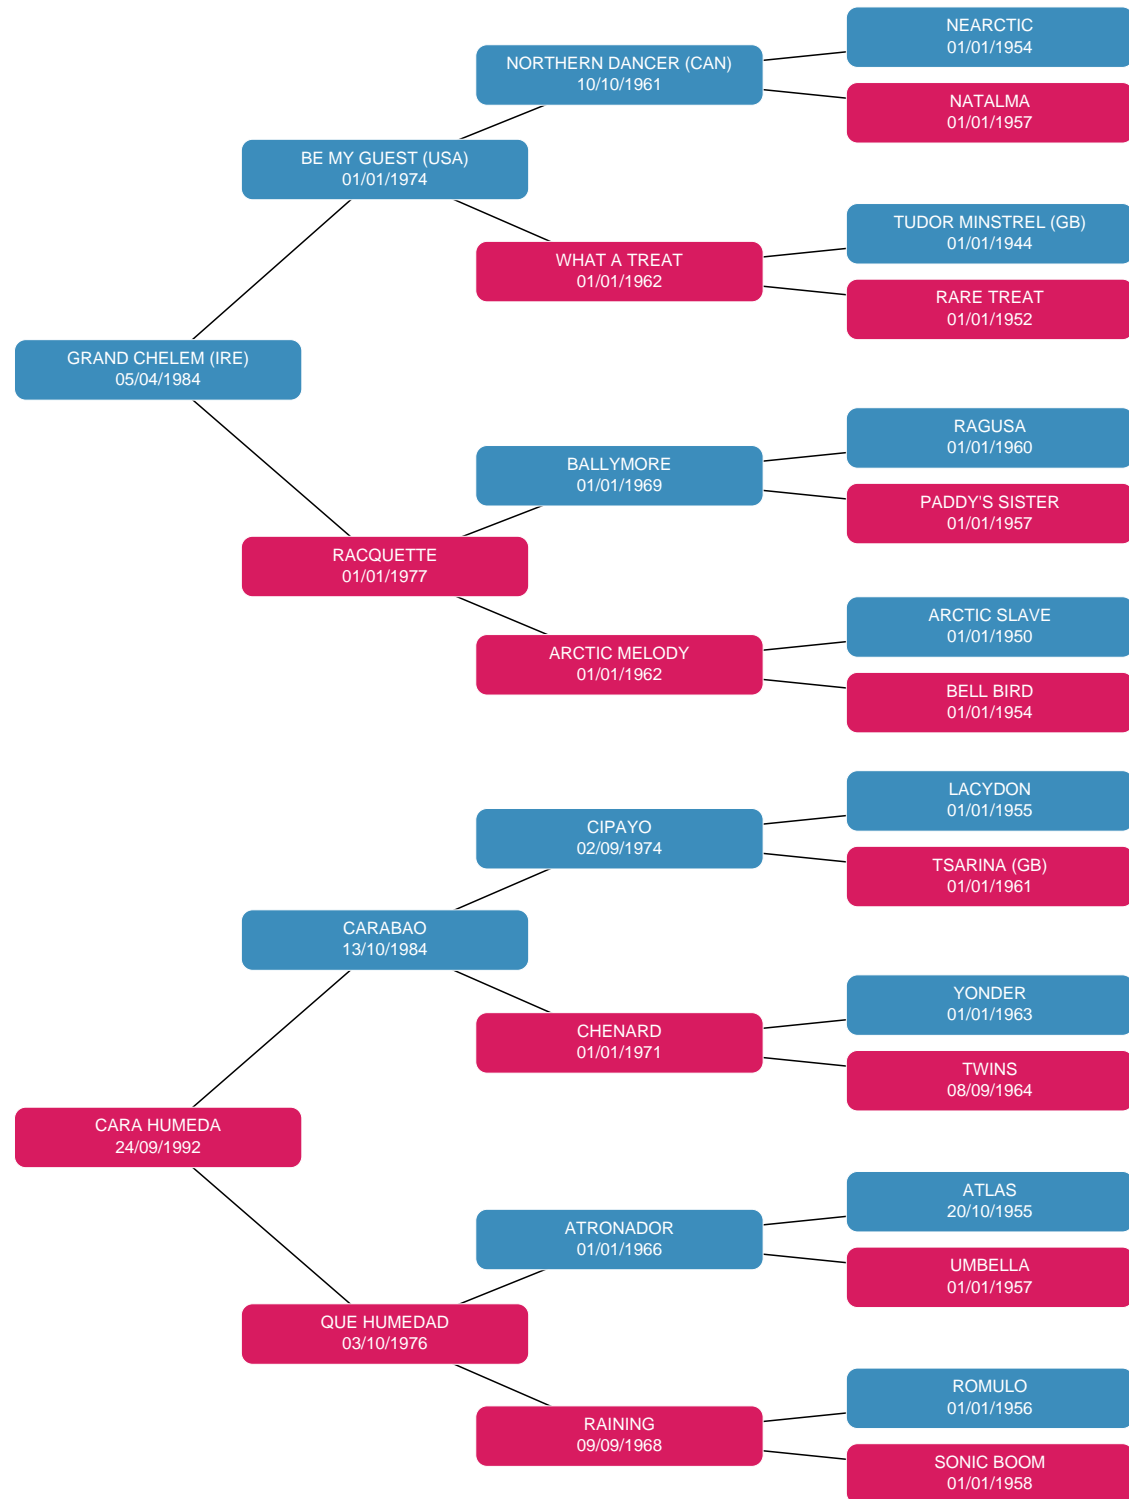 NEARCTIC
01/01/1954
NORTHERN DANCER (CAN)
10/10/1961
NATALMA
01/01/1957
BE MY GUEST (USA)
01/01/1974
TUDOR MINSTREL (GB)
01/01/1944
WHAT A TREAT
01/01/1962
RARE TREAT
01/01/1952
GRAND CHELEM (IRE)
05/04/1984
RAGUSA
01/01/1960
BALLYMORE
01/01/1969
PADDY'S SISTER
01/01/1957
RACQUETTE
01/01/1977
ARCTIC SLAVE
01/01/1950
ARCTIC MELODY
01/01/1962
BELL BIRD
01/01/1954
LACYDON
01/01/1955
CIPAYO
02/09/1974
TSARINA (GB)
01/01/1961
CARABAO
13/10/1984
YONDER
01/01/1963
CHENARD
01/01/1971
TWINS
08/09/1964
CARA HUMEDA
24/09/1992
ATLAS
20/10/1955
ATRONADOR
01/01/1966
UMBELLA
01/01/1957
QUE HUMEDAD
03/10/1976
ROMULO
01/01/1956
RAINING
09/09/1968
SONIC BOOM
01/01/1958